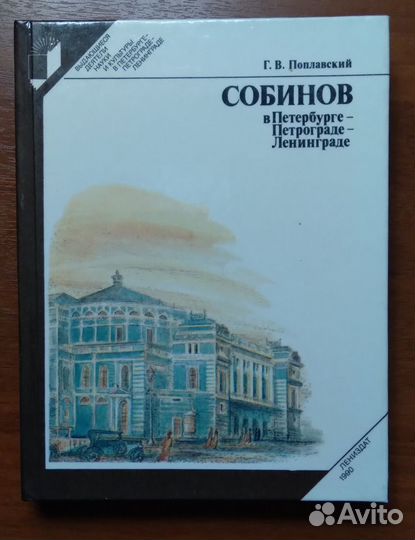 ВЫДАЮЩИЕСЯ
ДЕЯТЕЛИ
НАУКИ
И КУЛЬТУРЫ
В ПЕТЕРБУРГЕ–
ПЕТРОГРАДЕ–
ЛЕНИНГРАДЕ
Г. В. Поплавский
СОБИНОВ
в Петербурге –
Петрограде –
Ленинграде
ЛЕНИЗДАТ
1990
Avito